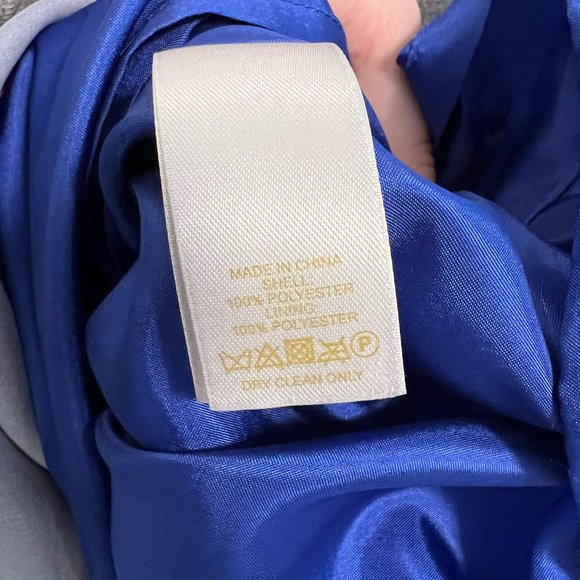 MADE IN CHINA
SHELL
100% POLYESTER
LINING
100% POLYESTER
P
DRY CLEAN ONLY